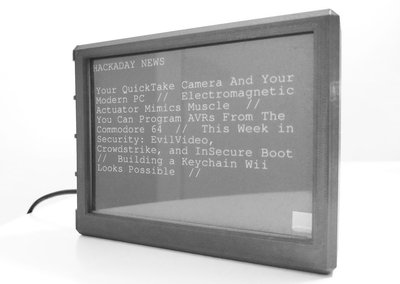 HACKADAY NEWS
Your QuickTake Camera And Your
Modern PC // Electromagnetic
Actuator Mimics Muscle //
You Can Program AVRs From The
Commodore 64 // This Week in
Security: EvilVideo,
Crowdstrike, and InSecure Boot
// Building a Keychain Wii
Looks Possible //